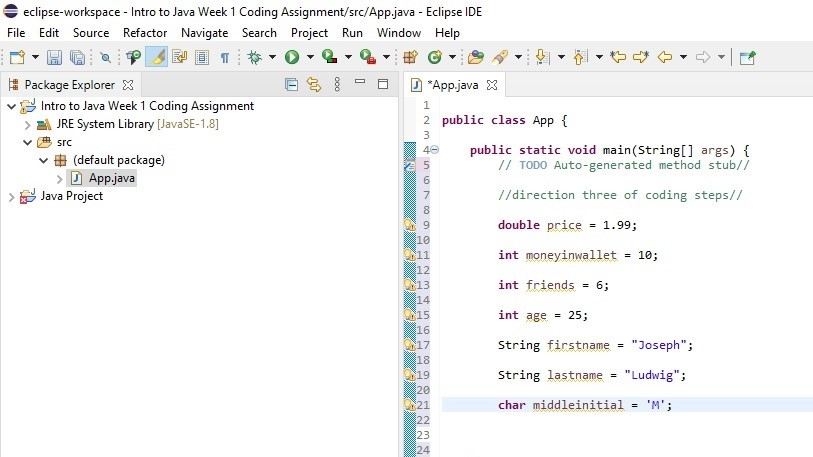 eclipse-workspace - Intro to Java Week 1 Coding Assignment/src/App.java - Eclipse IDE
File Edit Source Refactor Navigate Search Project Run Window Help
Package Explorer
*App.java
Intro to Java Week 1 Coding Assignment
JRE System Library [JavaSE-1.8]
src
(default package)
App.java
Java Project
1
2 public class App {
3
4 public static void main(String[] args) {
5 // TODO Auto-generated method stub//
6
7 //direction three of coding steps//
8
9 double price = 1.99;
10
11 int moneyinwallet = 10;
12
13 int friends = 6;
14
15 int age = 25;
16
17 String firstname = "Joseph";
18
19 String lastname = "Ludwig";
20
21 char middleinitial = 'M';
22
23
24